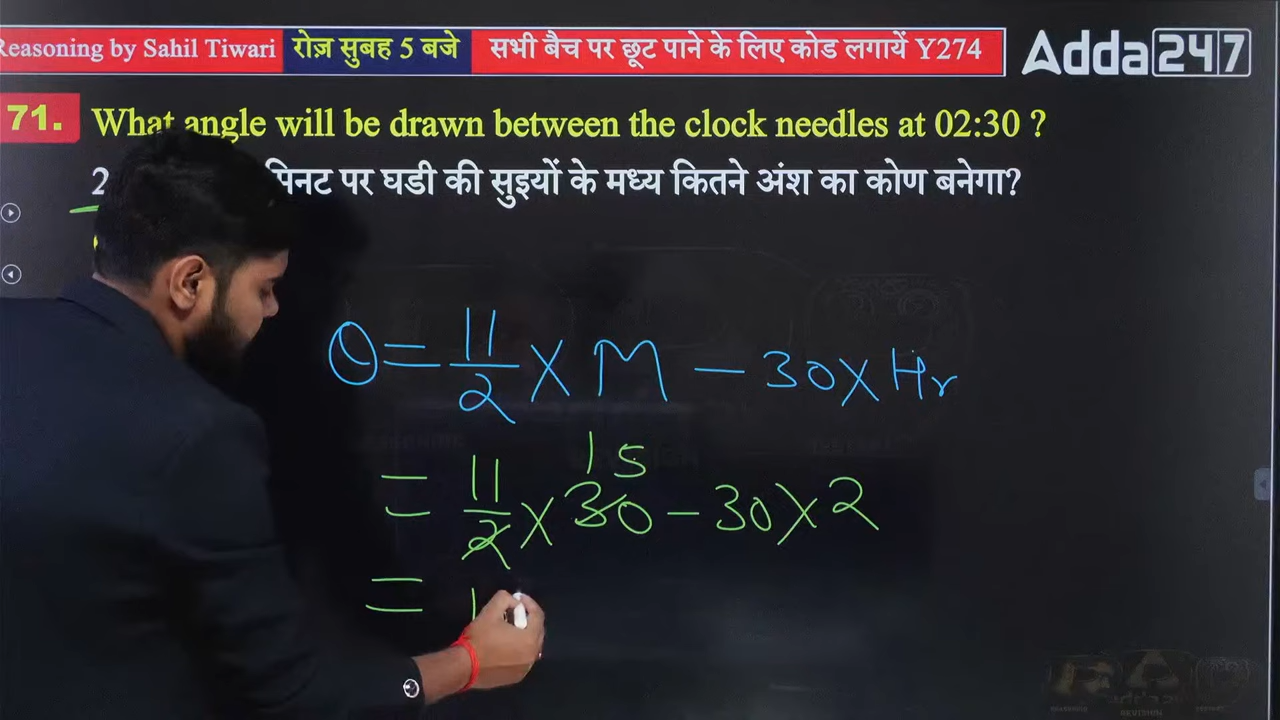 Reasoning by Sahil Tiwari रोज़ सुबह 5 बजे सभी बैच पर छूट पाने के लिए कोड लगायें Y274 Adda247
71. What angle will be drawn between the clock needles at 02:30 ?
2 पर घडी की सुइयों के मध्य कितने अंश का कोण बनेगा?
θ = 11/2 × M - 30 × Hr
15
= 11/2 × 30 - 30 × 2
=